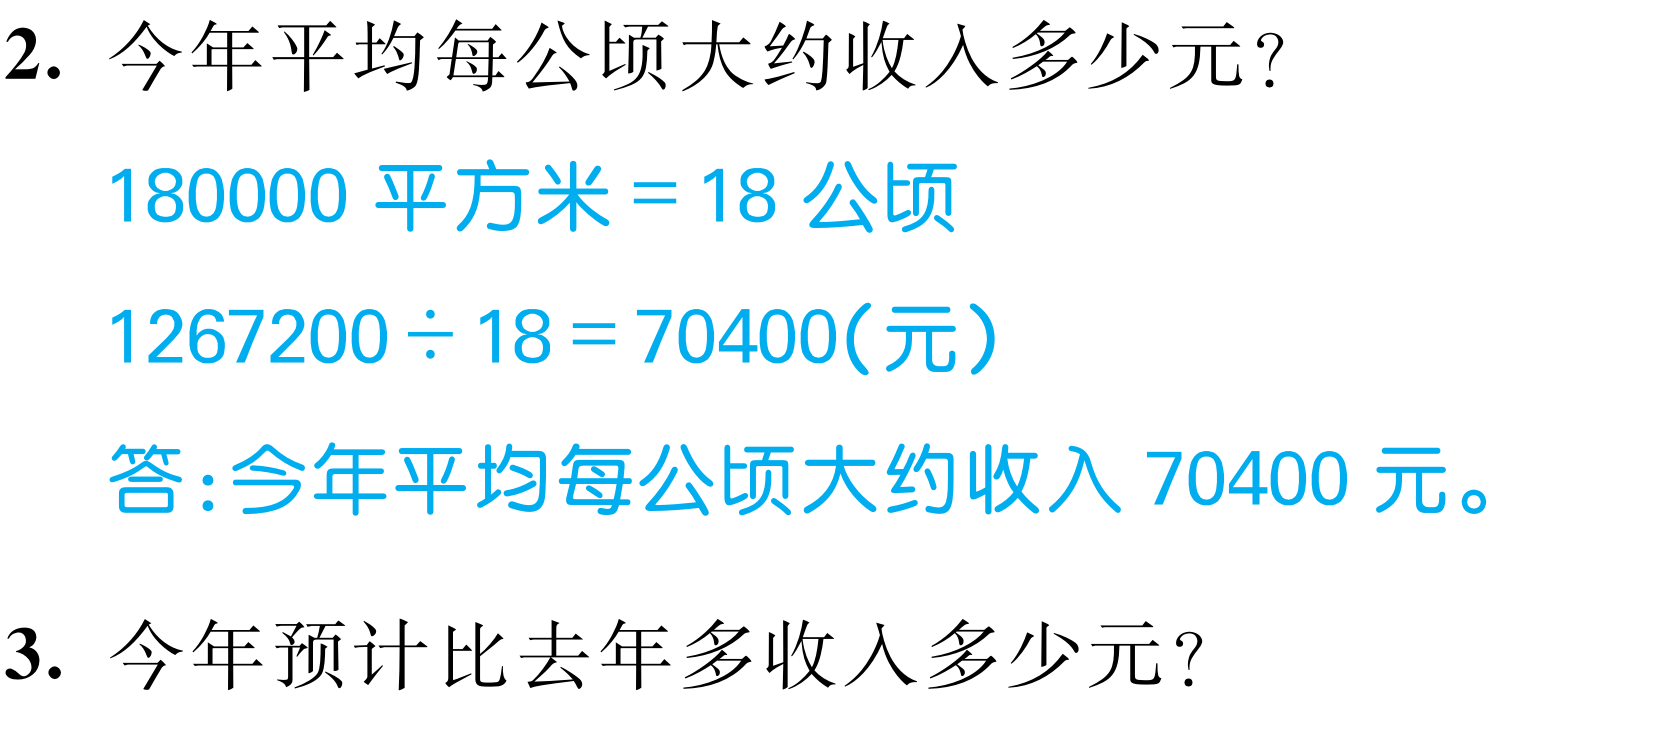 2. 今年平均每公顷大约收入多少元?
180000 平方米 = 18 公顷
1267200 ÷ 18 = 70400(元)
答:今年平均每公顷大约收入 70400 元。
3. 今年预计比去年多收入多少元?